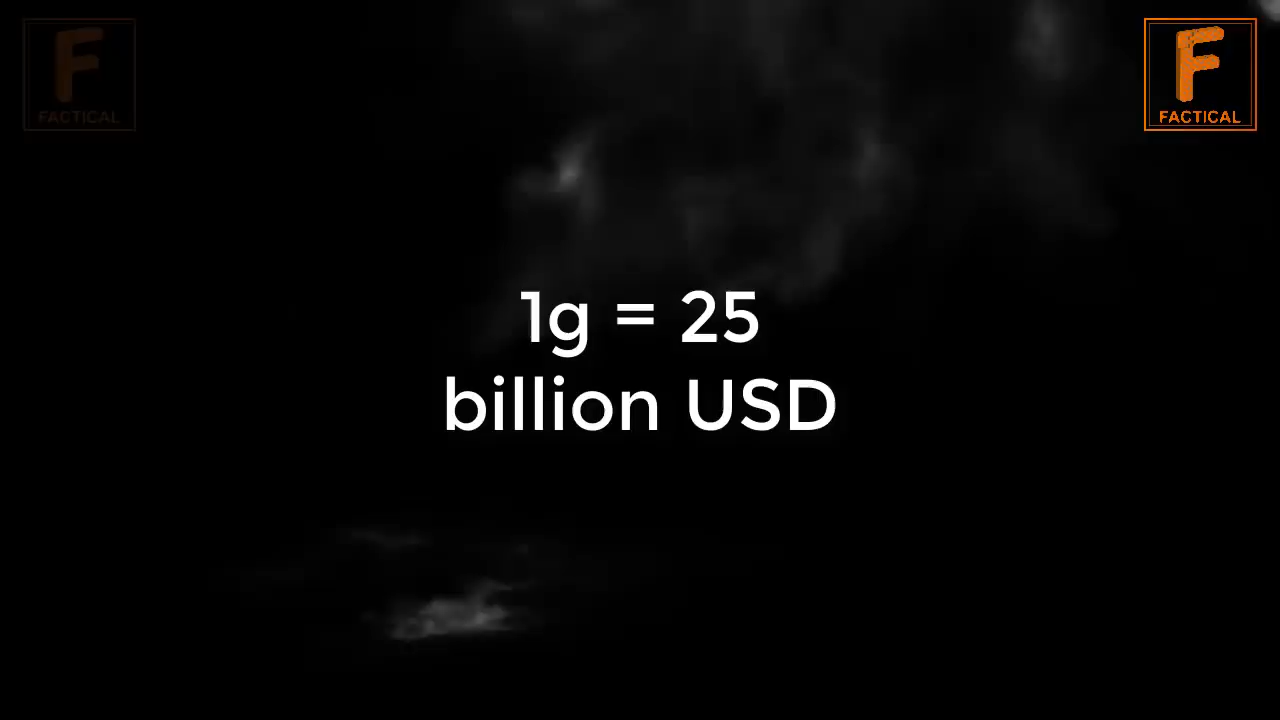 F
F
FACTICAL
FACTICAL
1g = 25
billion USD